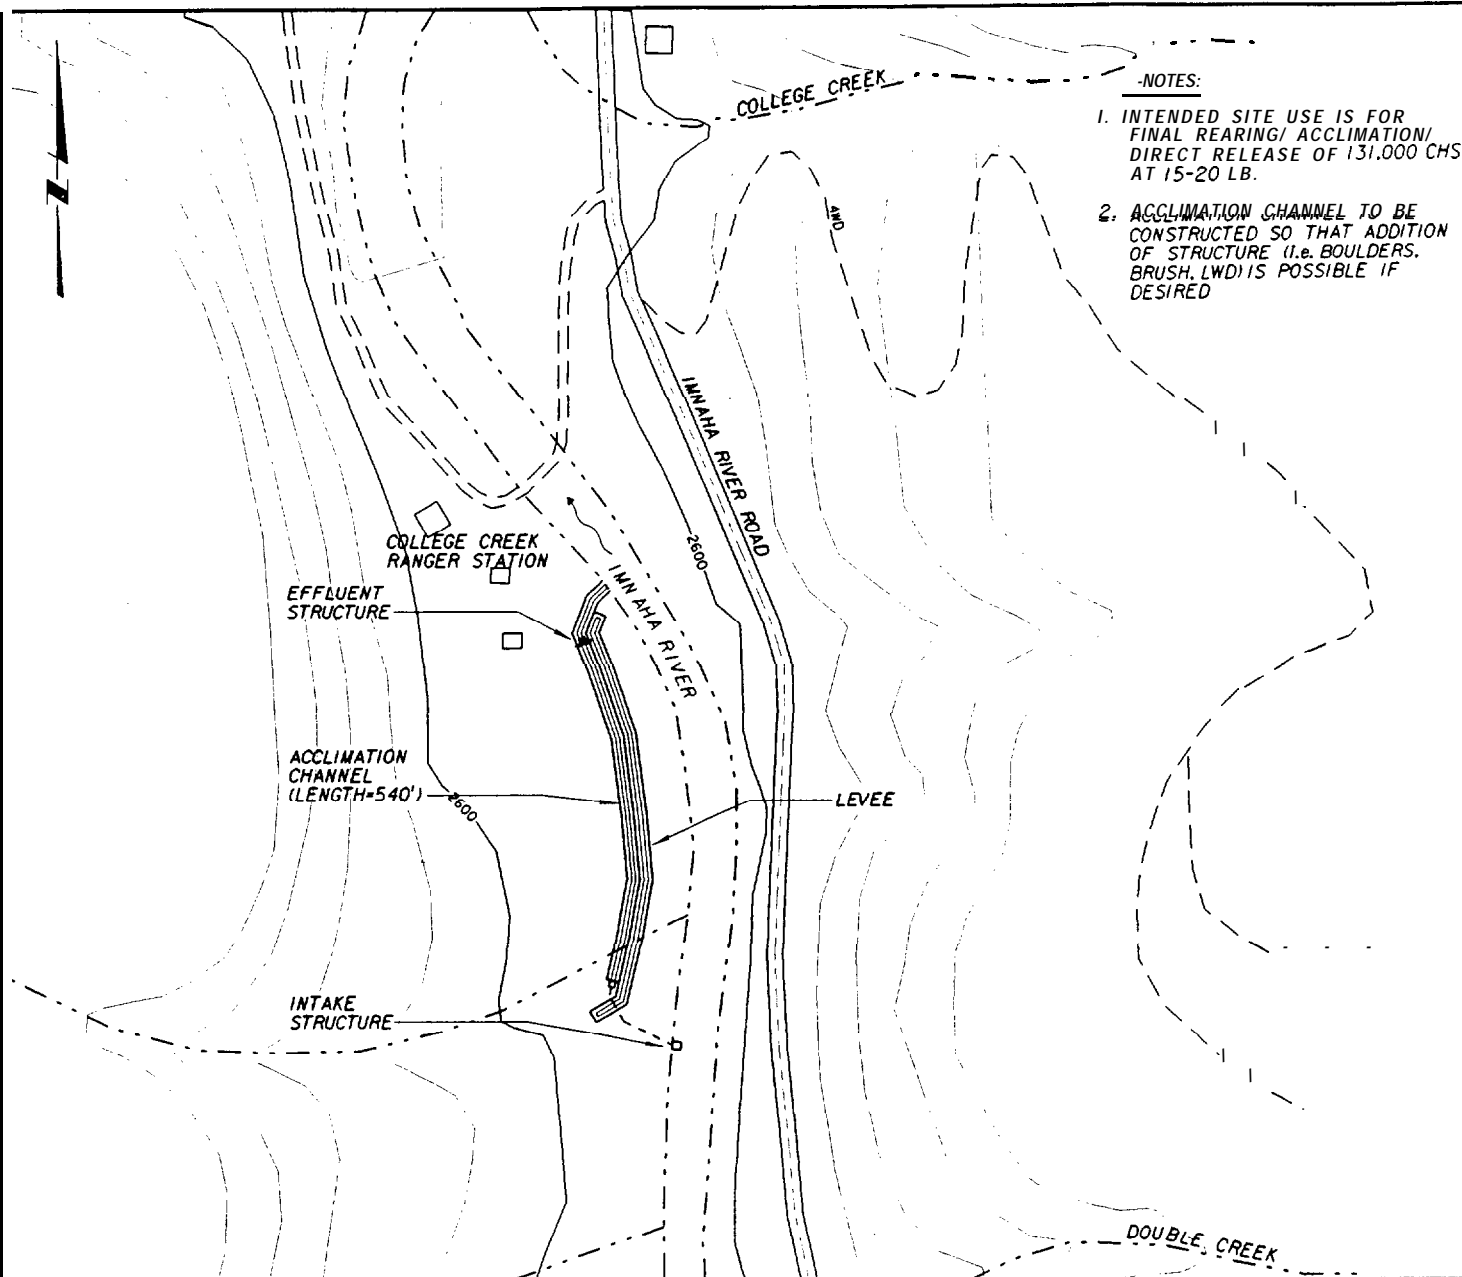 COLLEGE CREEK
-NOTES:
1. INTENDED SITE USE IS FOR
FINAL REARING/ ACCLIMATION/
DIRECT RELEASE OF 131.000 CHS
AT 15-20 LB.
2. ACCLIMATION CHANNEL TO BE
CONSTRUCTED SO THAT ADDITION
OF STRUCTURE (i.e. BOULDERS.
BRUSH. LWD) IS POSSIBLE IF
DESIRED
4WD
N
IMNAHA RIVER ROAD
2600
COLLEGE CREEK
RANGER STATION
IMNAHA RIVER
EFFLUENT
STRUCTURE
ACCLIMATION
CHANNEL
(LENGTH=540')
2600
LEVEE
INTAKE
STRUCTURE
DOUBLE CREEK